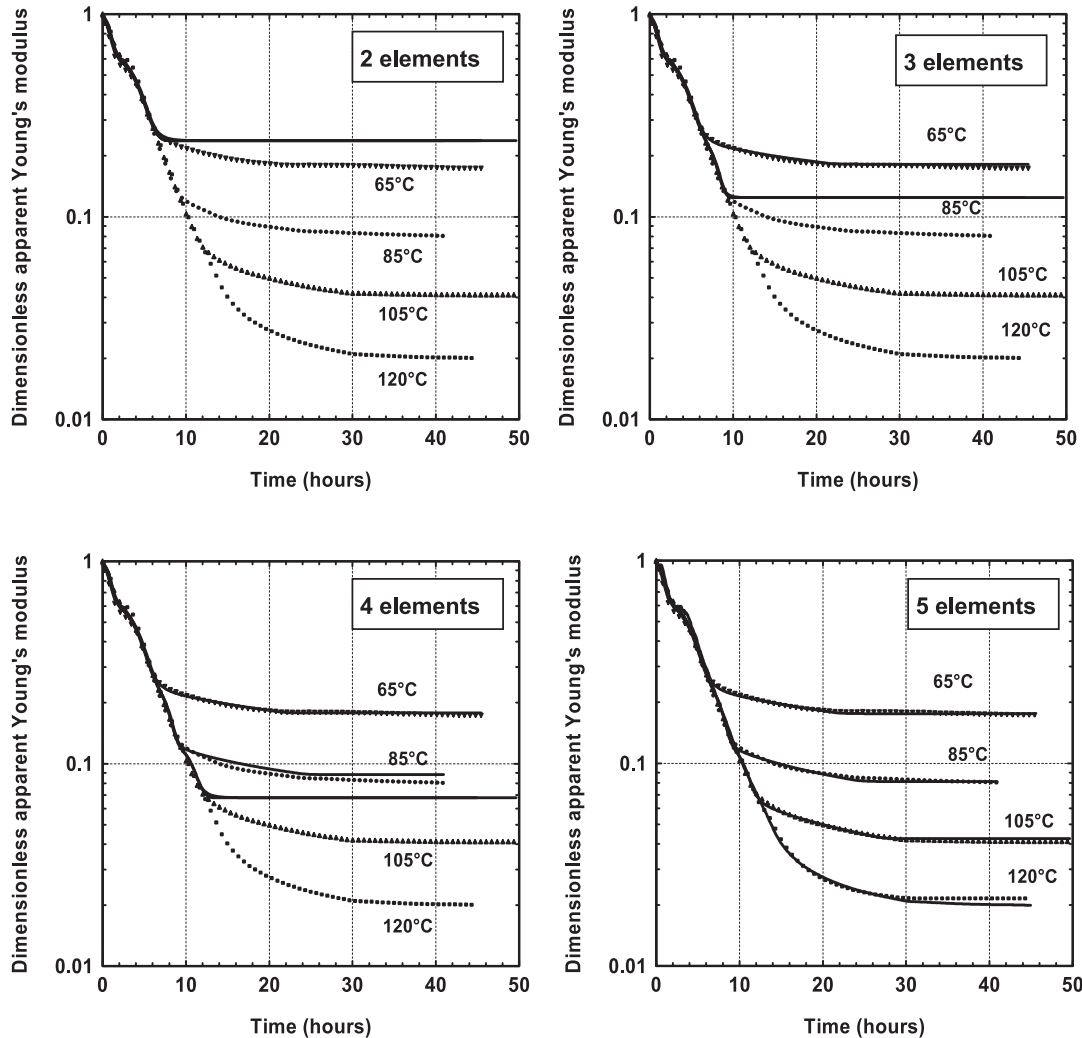 Dimensionless apparent Young's modulus
1
0.1
0.01
2 elements
65°C
85°C
105°C
120°C
0 10 20 30 40 50
Time (hours)
Dimensionless apparent Young's modulus
1
0.1
0.01
3 elements
65°C
85°C
105°C
120°C
0 10 20 30 40 50
Time (hours)
Dimensionless apparent Young's modulus
1
0.1
0.01
4 elements
65°C
85°C
105°C
120°C
0 10 20 30 40 50
Time (hours)
Dimensionless apparent Young's modulus
1
0.1
0.01
5 elements
65°C
85°C
105°C
120°C
0 10 20 30 40 50
Time (hours)